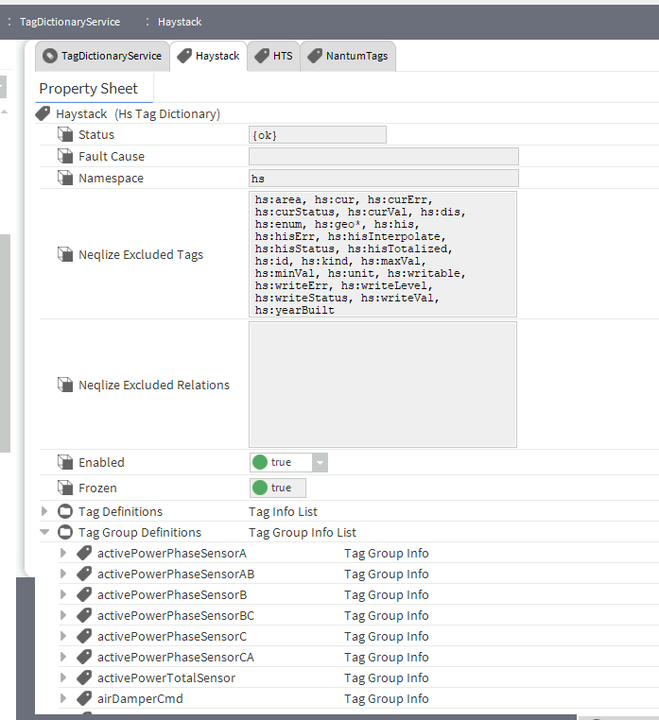 : TagDictionaryService : Haystack
TagDictionaryService Haystack HTS NantumTags
Property Sheet
Haystack (Hs Tag Dictionary)
Status {ok}
Fault Cause
Namespace hs
Neqlize Excluded Tags
hs:area, hs:cur, hs:curErr,
hs:curStatus, hs:curVal, hs:dis,
hs:enum, hs:geo*, hs:his,
hs:hisErr, hs:hisInterpolate,
hs:hisStatus, hs:hisTotalized,
hs:id, hs:kind, hs:maxVal,
hs:minVal, hs:unit, hs:writable,
hs:writeErr, hs:writeLevel,
hs:writeStatus, hs:writeVal,
hs:yearBuilt
Neqlize Excluded Relations
Enabled true
Frozen true
Tag Definitions Tag Info List
Tag Group Definitions Tag Group Info List
activePowerPhaseSensorA Tag Group Info
activePowerPhaseSensorAB Tag Group Info
activePowerPhaseSensorB Tag Group Info
activePowerPhaseSensorBC Tag Group Info
activePowerPhaseSensorC Tag Group Info
activePowerPhaseSensorCA Tag Group Info
activePowerTotalSensor Tag Group Info
airDamperCmd Tag Group Info